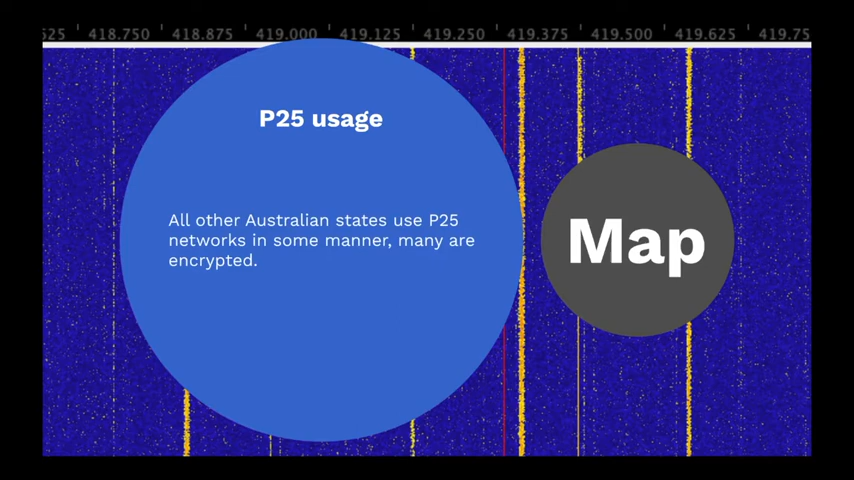 525 418.750 418.875 419.000 419.125 419.250 419.375 419.500 419.625 419.75
P25 usage
All other Australian states use P25
networks in some manner, many are
encrypted.
Map